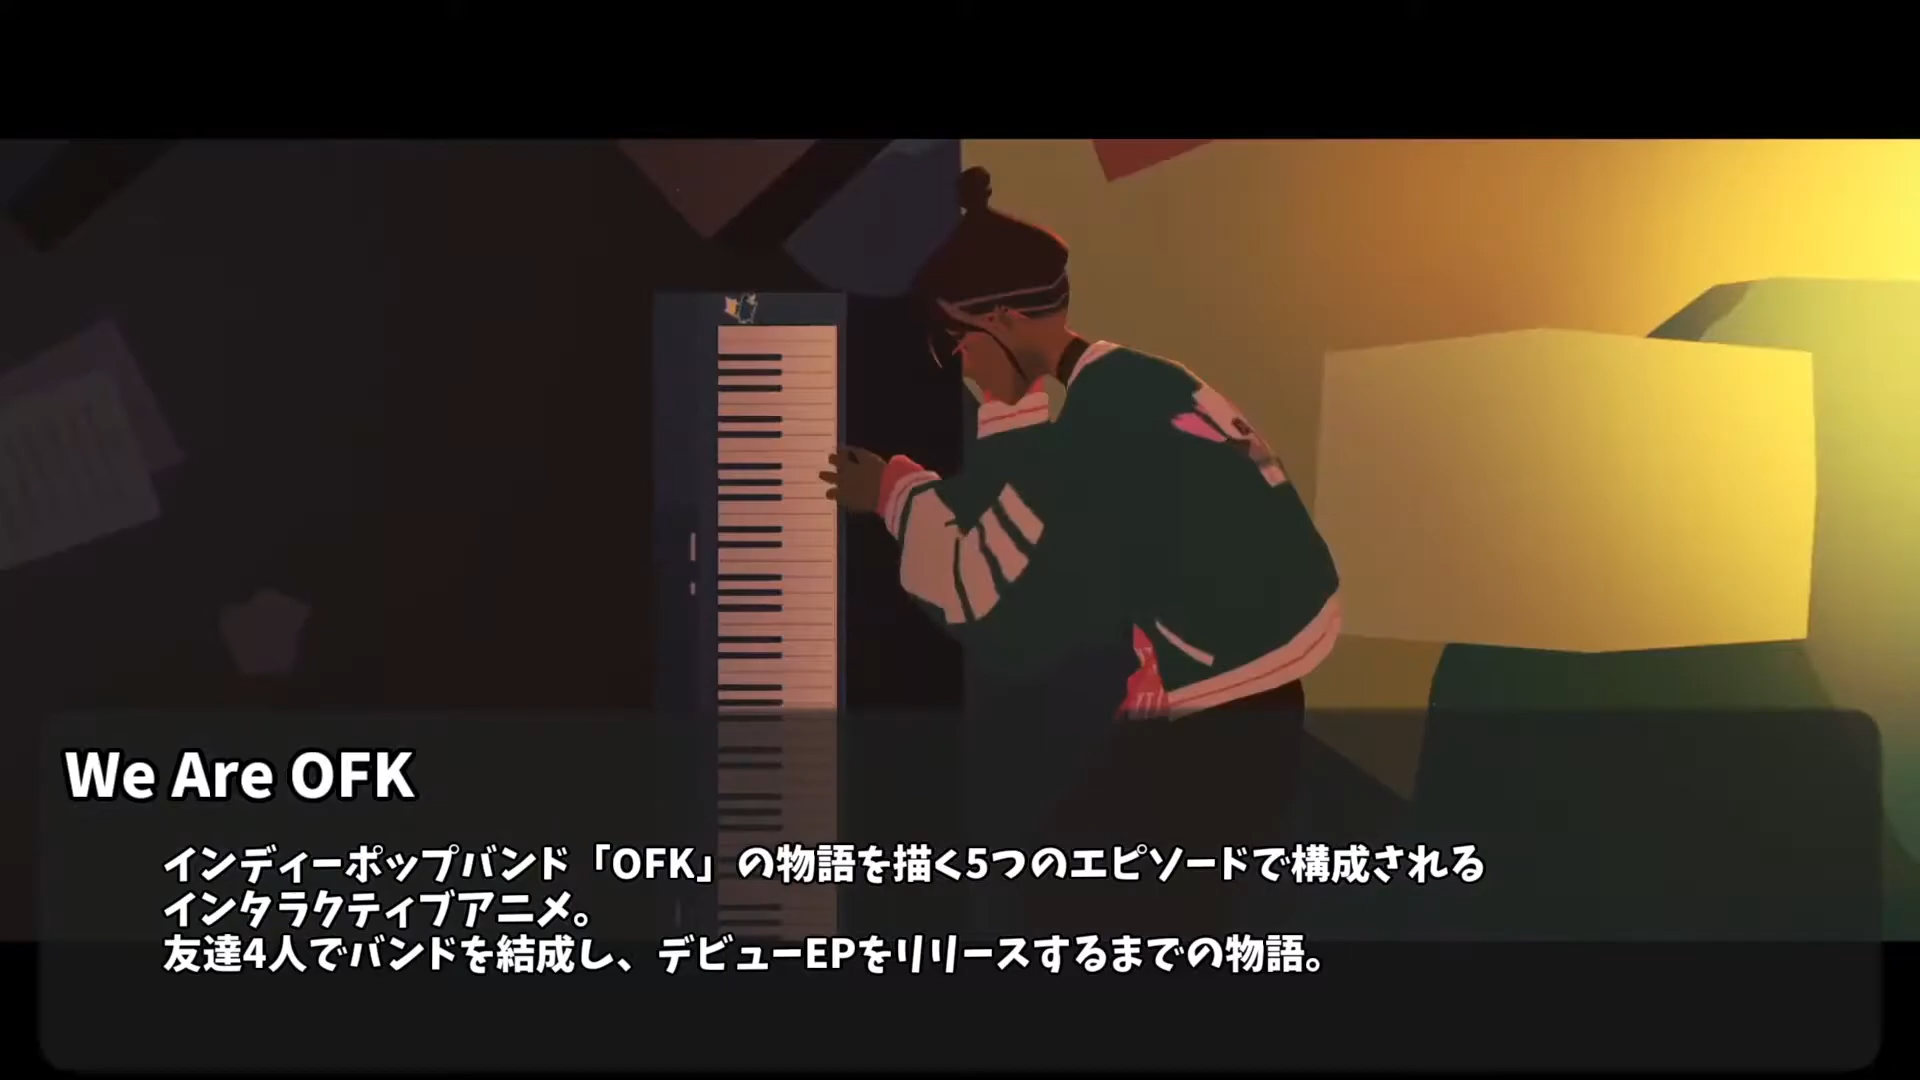 We Are OFK
インディーポップバンド「OFK」の物語を描く5つのエピソードで構成される
インタラクティブアニメ。
友達4人でバンドを結成し、デビューEPをリリースするまでの物語。